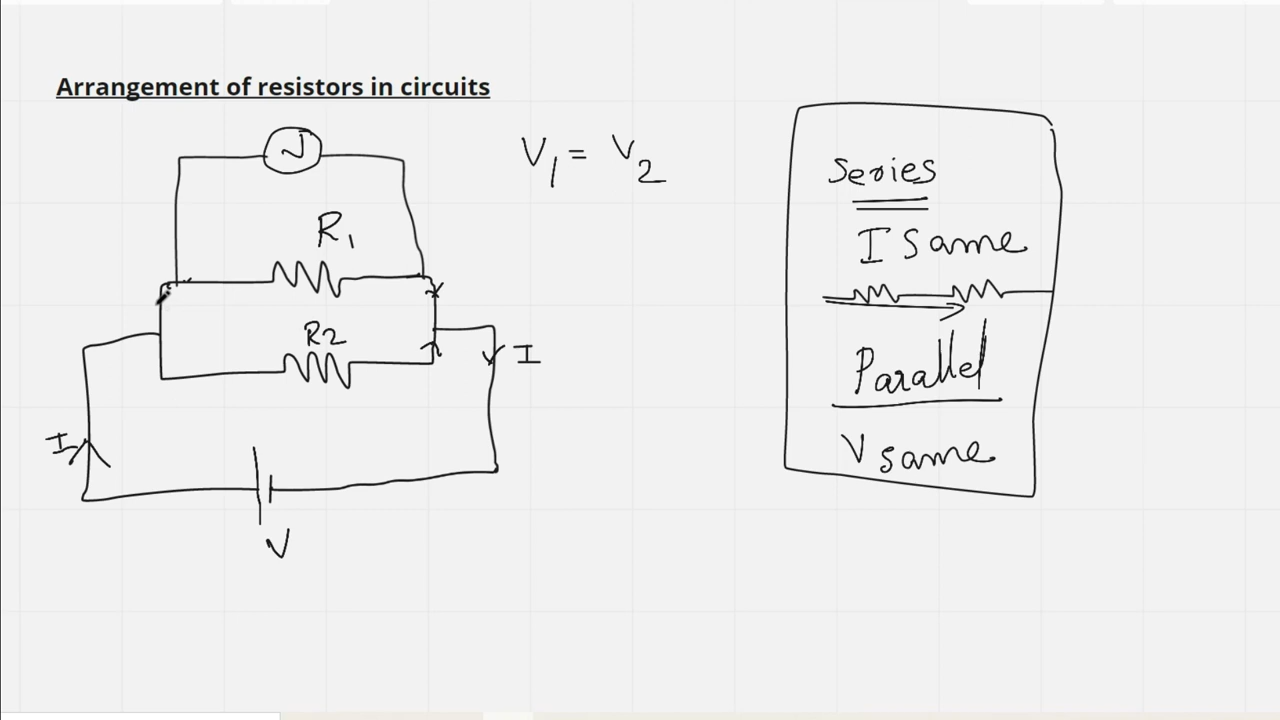 Arrangement of resistors in circuits
V
V1 = V2
R1
R2
I
I
V
Series
I Same
Parallel
V same